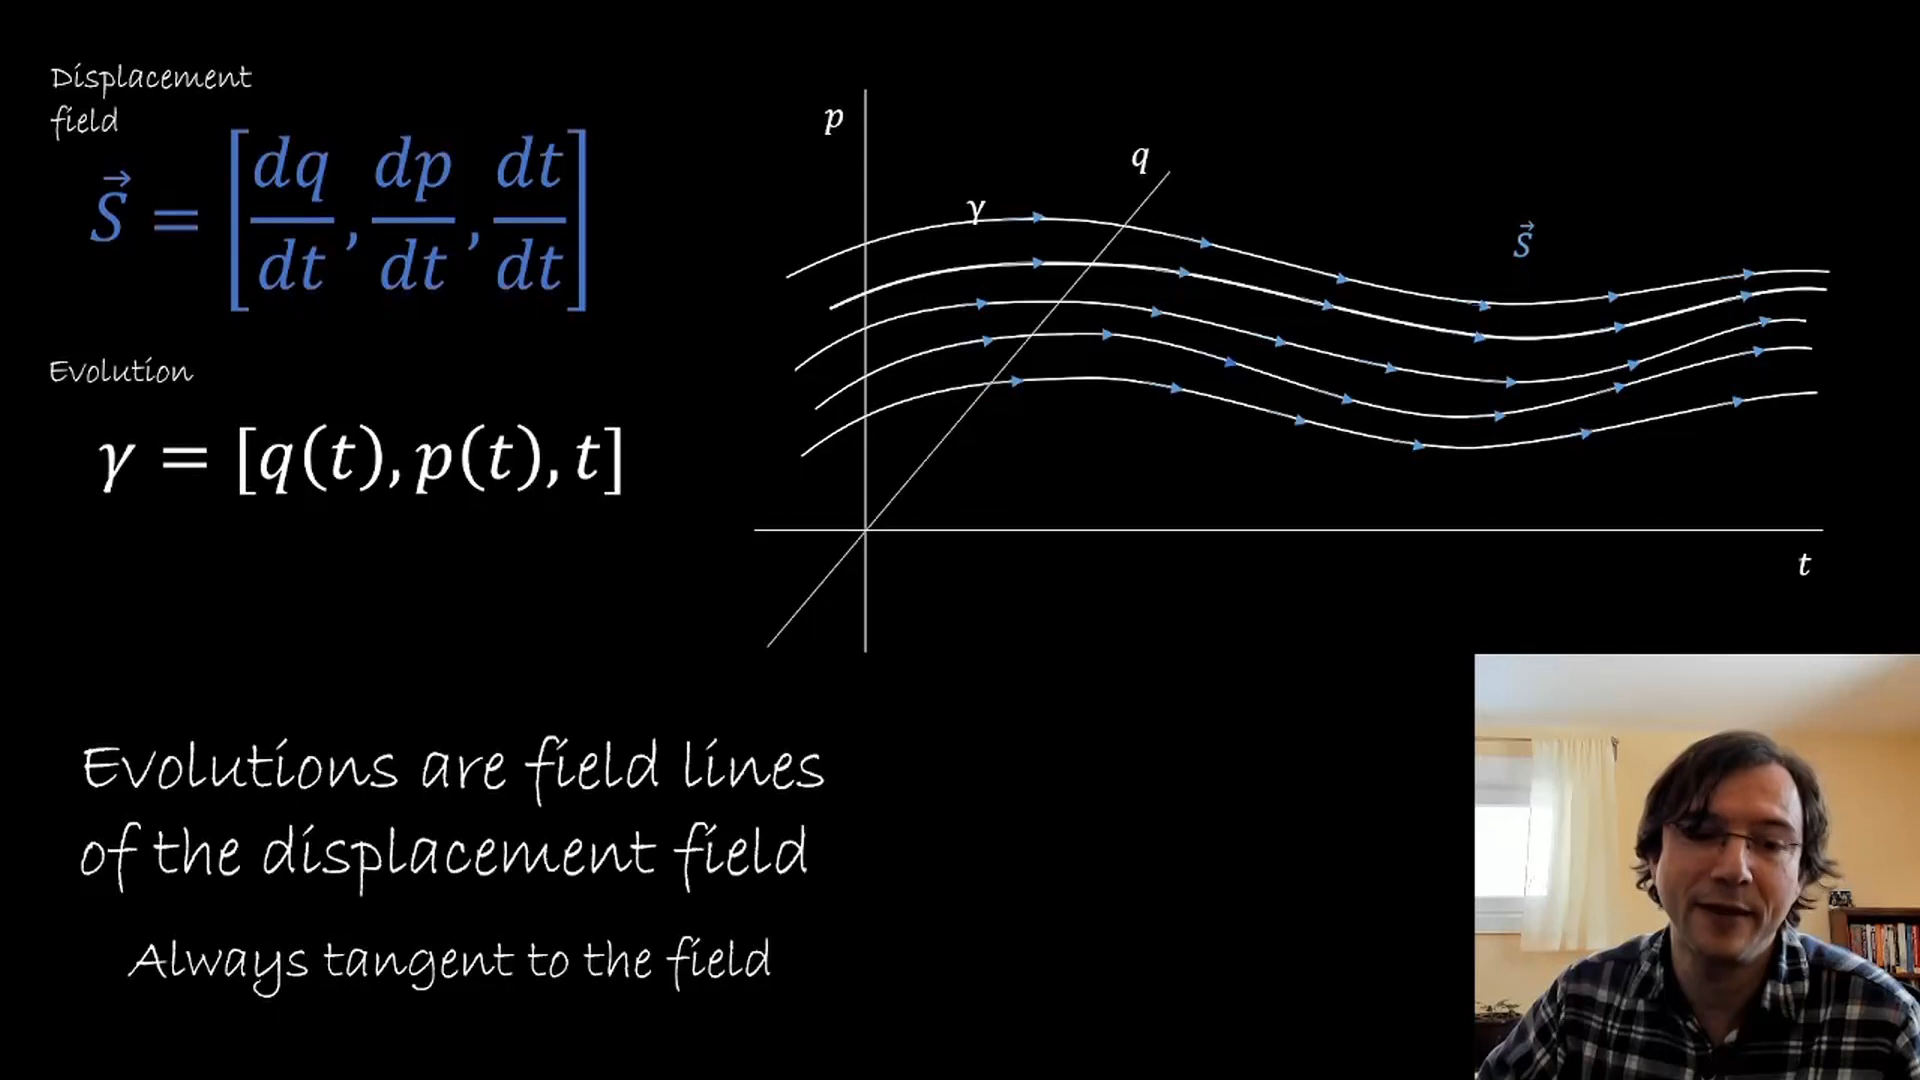 Displacement
field
S⃗ = [dq/dt, dp/dt, dt/dt]
Evolution
γ = [q(t), p(t), t]
p
q
γ
S⃗
t
Evolutions are field lines
of the displacement field
Always tangent to the field